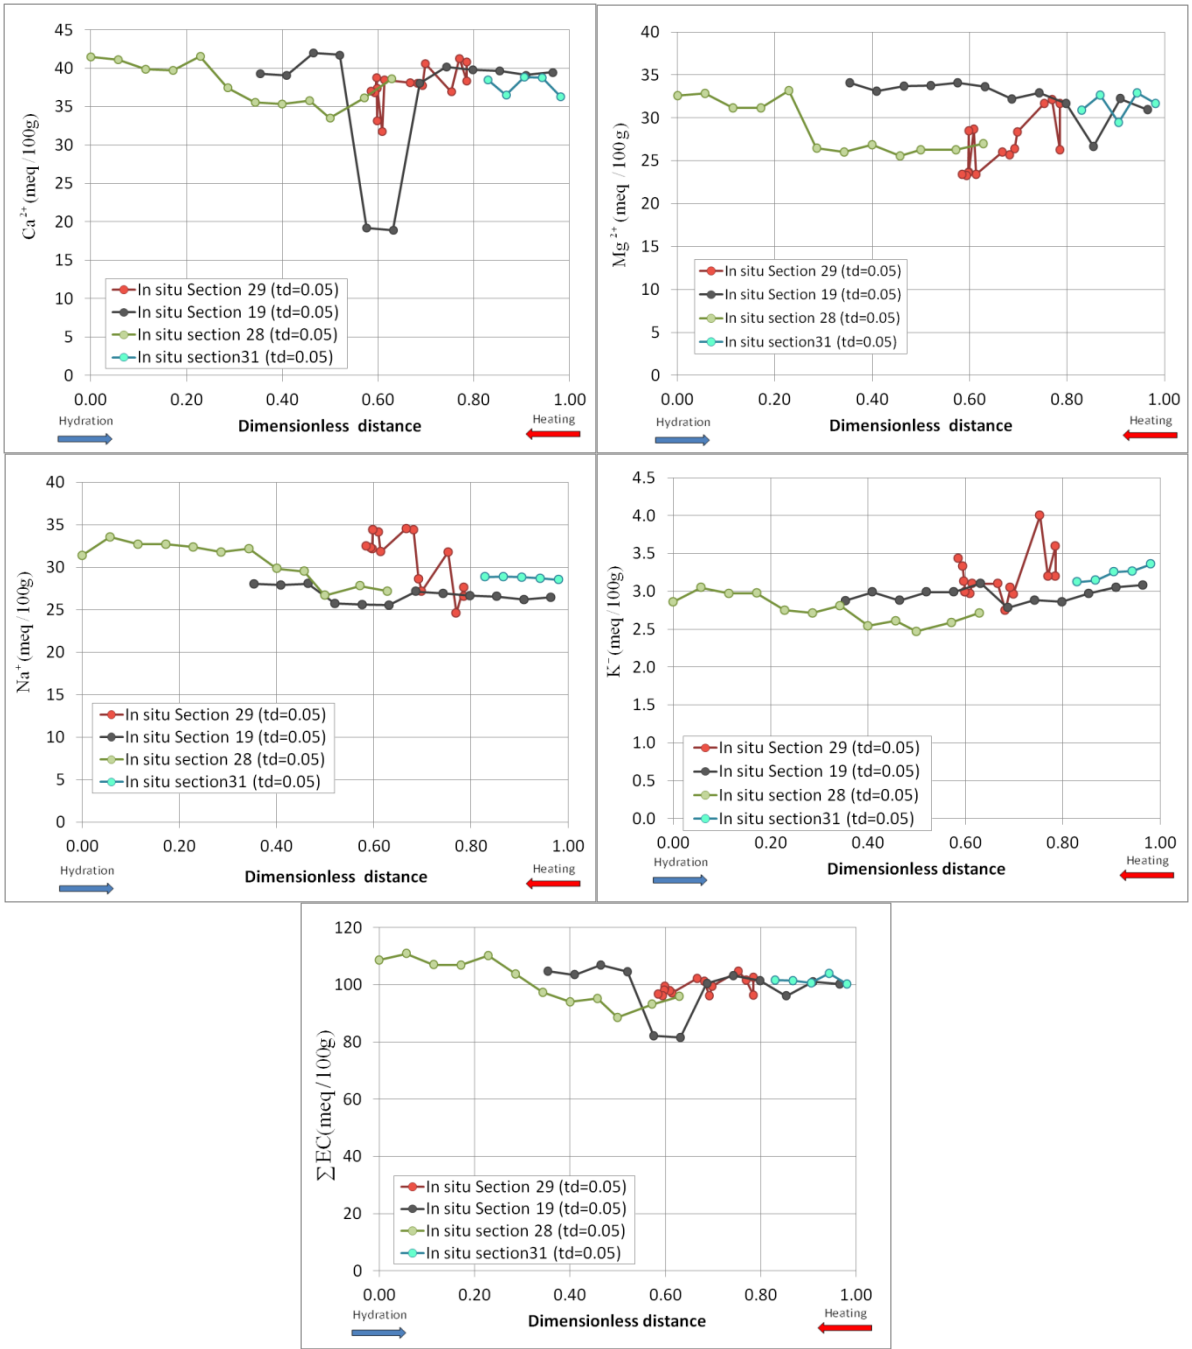 45
40
35
30
25
20
15
10
5
0
Ca2+ (meq /100g)
In situ Section 29 (td=0.05)
In situ Section 19 (td=0.05)
In situ section 28 (td=0.05)
In situ section31 (td=0.05)
0.00 0.20 0.40 0.60 0.80 1.00
Hydration
Dimensionless distance
Heating
40
35
30
25
20
15
10
5
0
Mg2+ (meq /100g)
In situ Section 29 (td=0.05)
In situ Section 19 (td=0.05)
In situ section 28 (td=0.05)
In situ section31 (td=0.05)
0.00 0.20 0.40 0.60 0.80 1.00
Hydration
Dimensionless distance
Heating
40
35
30
25
20
15
10
5
0
Na+ (meq /100g)
In situ Section 29 (td=0.05)
In situ Section 19 (td=0.05)
In situ section 28 (td=0.05)
In situ section31 (td=0.05)
0.00 0.20 0.40 0.60 0.80 1.00
Hydration
Dimensionless distance
Heating
4.5
4.0
3.5
3.0
2.5
2.0
1.5
1.0
0.5
0.0
K− (meq /100g)
In situ Section 29 (td=0.05)
In situ Section 19 (td=0.05)
In situ section 28 (td=0.05)
In situ section31 (td=0.05)
0.00 0.20 0.40 0.60 0.80 1.00
Hydration
Dimensionless distance
Heating
120
100
80
60
40
20
0
∑EC(meq/100g)
In situ Section 29 (td=0.05)
In situ Section 19 (td=0.05)
In situ section 28 (td=0.05)
In situ section31 (td=0.05)
0.00 0.20 0.40 0.60 0.80 1.00
Hydration
Dimensionless distance
Heating